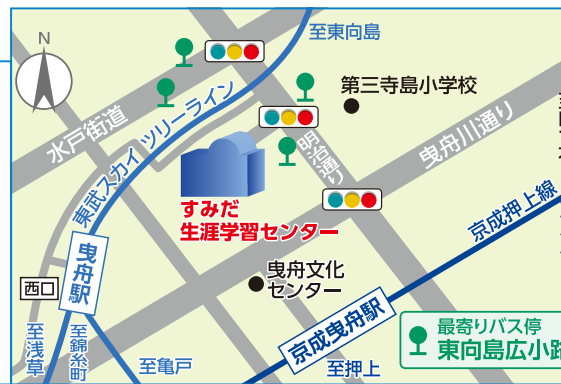 N
至東向島
第三寺島小学校
水戸街道
東武スカイツリーライン
明治通り
曳舟川通り
すみだ
生涯学習センター
京成押上線
曳舟駅
曳舟文化
センター
西口
京成曳舟駅
至浅草
至錦糸町
至亀戸
至押上
最寄りバス停
東向島広小路